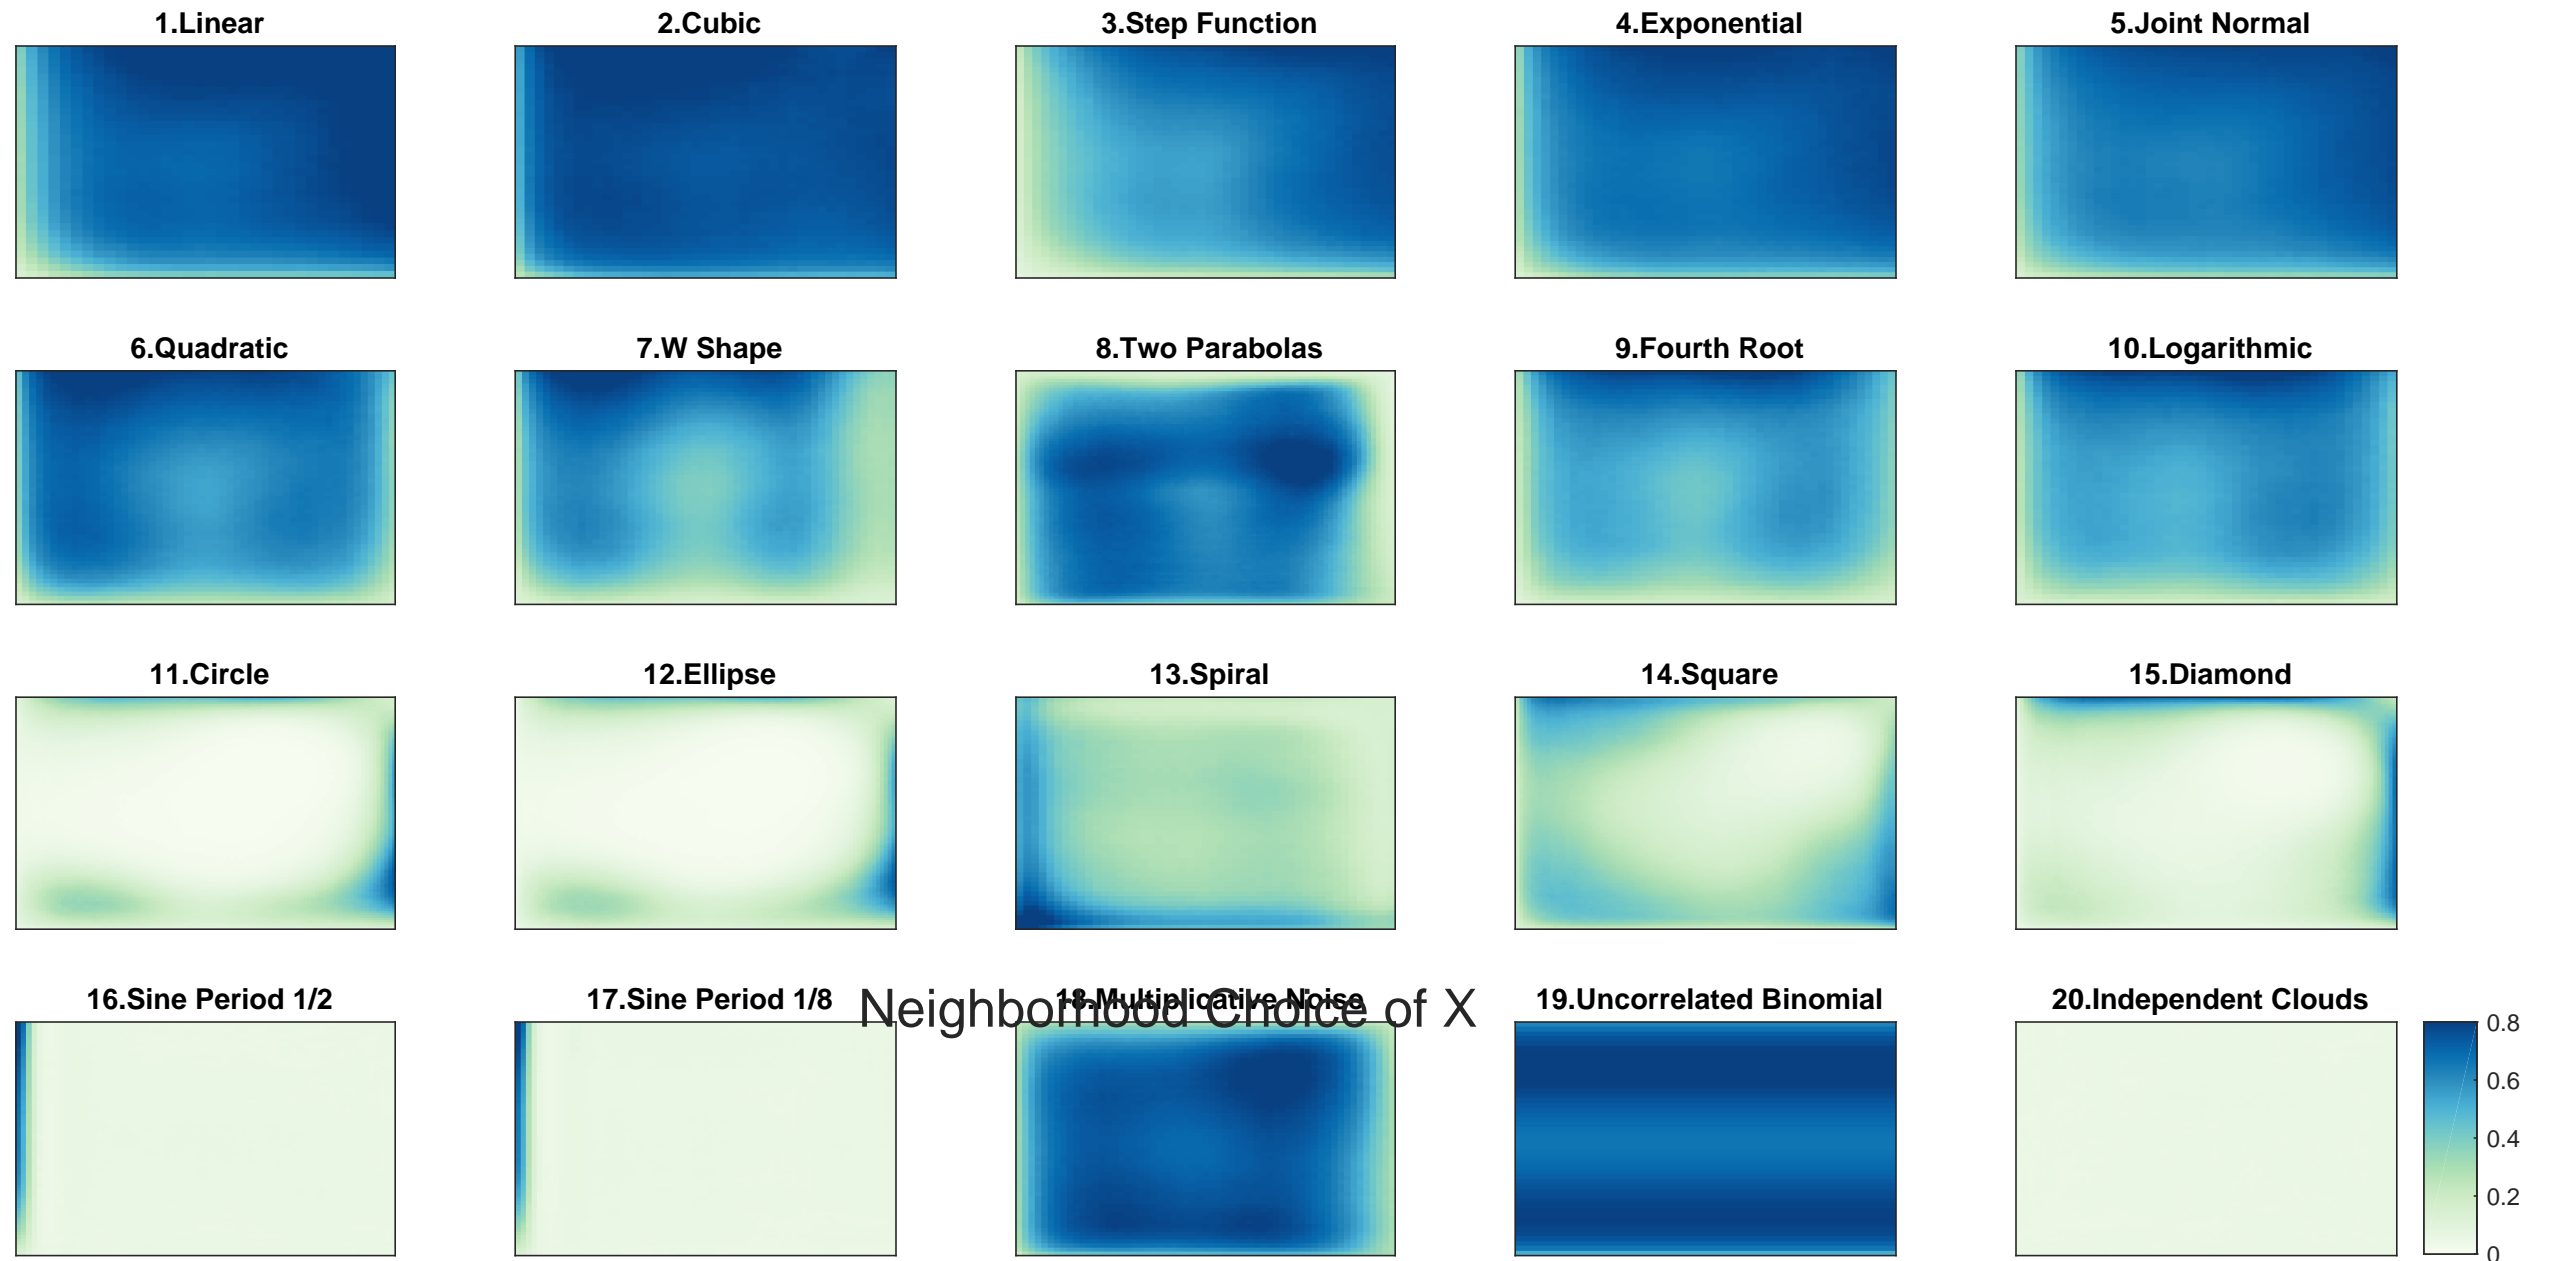 1.Linear
2.Cubic
3.Step Function
4.Exponential
5.Joint Normal
6.Quadratic
7.W Shape
8.Two Parabolas
9.Fourth Root
10.Logarithmic
11.Circle
12.Ellipse
13.Spiral
14.Square
15.Diamond
16.Sine Period 1/2
17.Sine Period 1/8
18.Multiplicative Noise
19.Uncorrelated Binomial
20.Independent Clouds
Neighborhood Choice of X
0.8
0.6
0.4
0.2
0